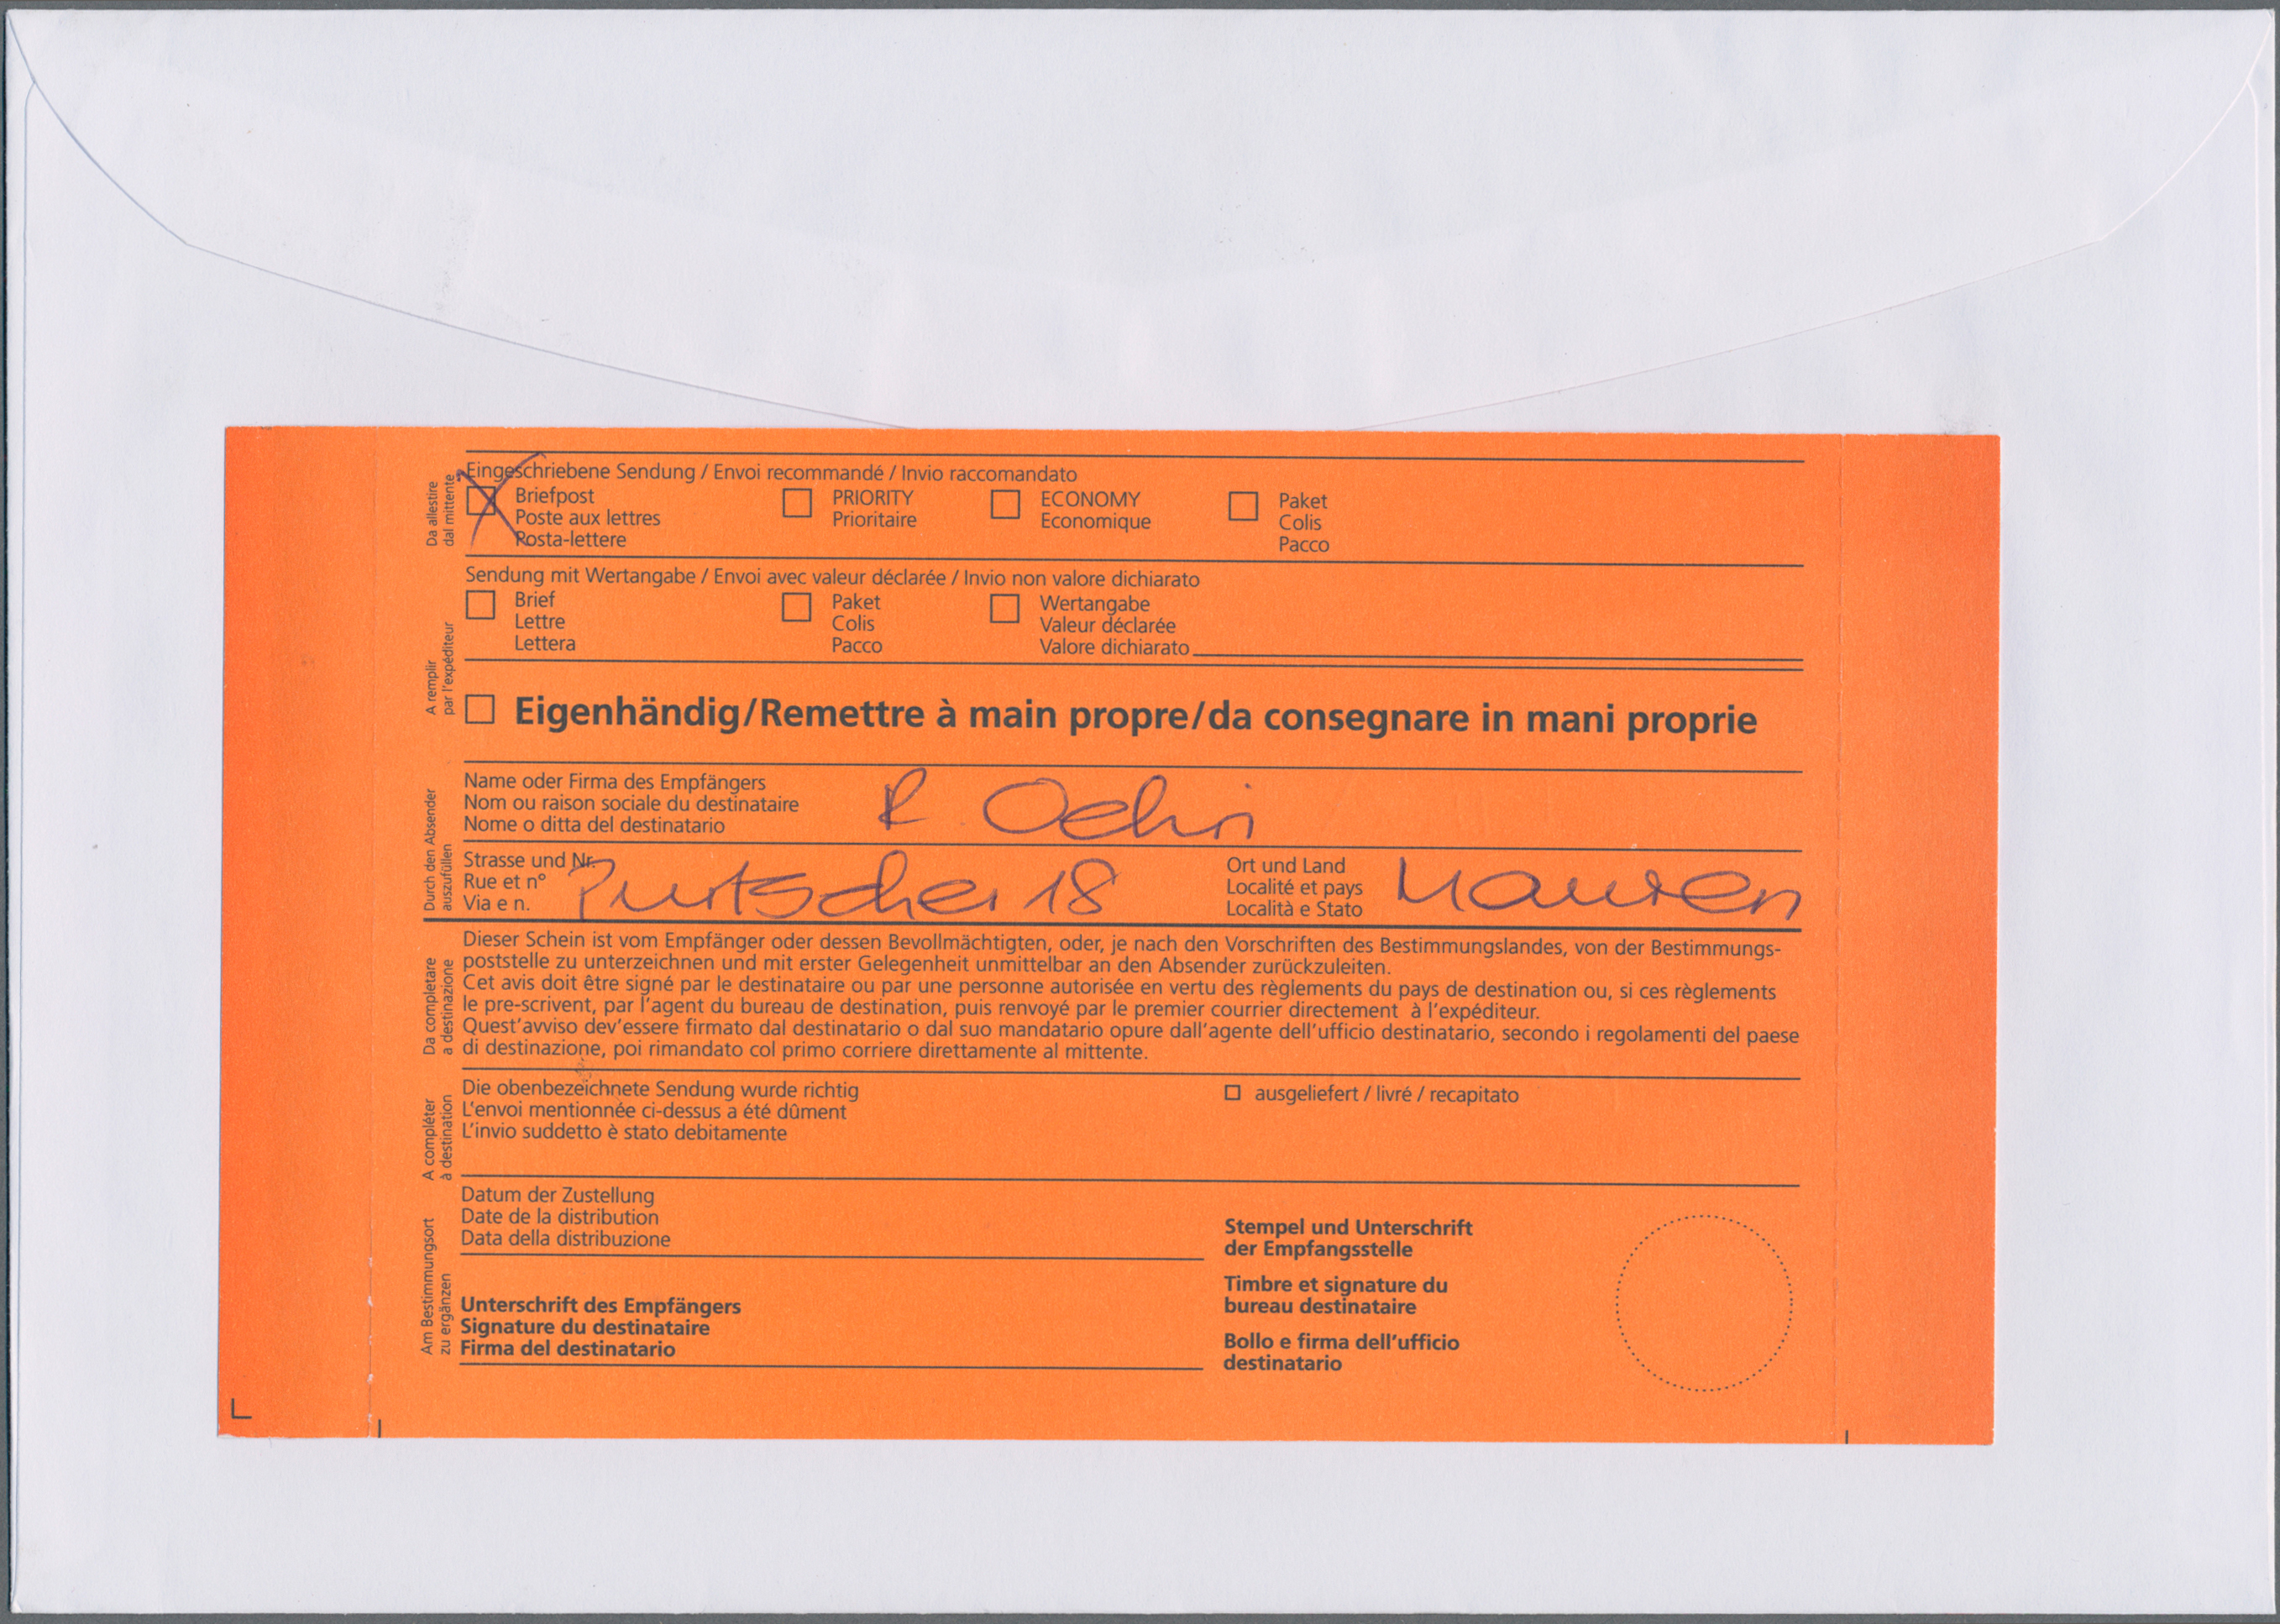 Eingeschriebene Sendung / Envoi recommandé / Invio raccomandato
Briefpost
Poste aux lettres
Posta-lettere
PRIORITY
Prioritaire
ECONOMY
Economique
Paket
Colis
Pacco
Da allestire
dal mittente
Sendung mit Wertangabe / Envoi avec valeur déclarée / Invio non valore dichiarato
Brief
Lettre
Lettera
Paket
Colis
Pacco
Wertangabe
Valeur déclarée
Valore dichiarato
A remplir
par l'expéditeur
Eigenhändig/Remettre à main propre/da consegnare in mani proprie
Durch den Absender
auszufüllen
Name oder Firma des Empfängers
Nom ou raison sociale du destinataire
Nome o ditta del destinatario
R. Oehri
Strasse und Nr.
Rue et n°
Via e n.
Purtscher 18
Ort und Land
Localité et pays
Località e Stato
Mauren
Da completare
a destinazione
Dieser Schein ist vom Empfänger oder dessen Bevollmächtigten, oder, je nach den Vorschriften des Bestimmungslandes, von der Bestimmungs-
poststelle zu unterzeichnen und mit erster Gelegenheit unmittelbar an den Absender zurückzuleiten.
Cet avis doit être signé par le destinataire ou par une personne autorisée en vertu des règlements du pays de destination ou, si ces règlements
le pre-scrivent, par l'agent du bureau de destination, puis renvoyé par le premier courrier directement à l'expéditeur.
Quest'avviso dev'essere firmato dal destinatario o dal suo mandatario opure dall'agente dell'ufficio destinatario, secondo i regolamenti del paese
di destinazione, poi rimandato col primo corriere direttamente al mittente.
A compléter
à destination
Die obenbezeichnete Sendung wurde richtig
L'envoi mentionnée ci-dessus a été dûment
L'invio suddetto è stato debitamente
ausgeliefert / livré / recapitato
Am Bestimmungsort
zu ergänzen
Datum der Zustellung
Date de la distribution
Data della distribuzione
Unterschrift des Empfängers
Signature du destinataire
Firma del destinatario
Stempel und Unterschrift
der Empfangsstelle
Timbre et signature du
bureau destinataire
Bollo e firma dell'ufficio
destinatario